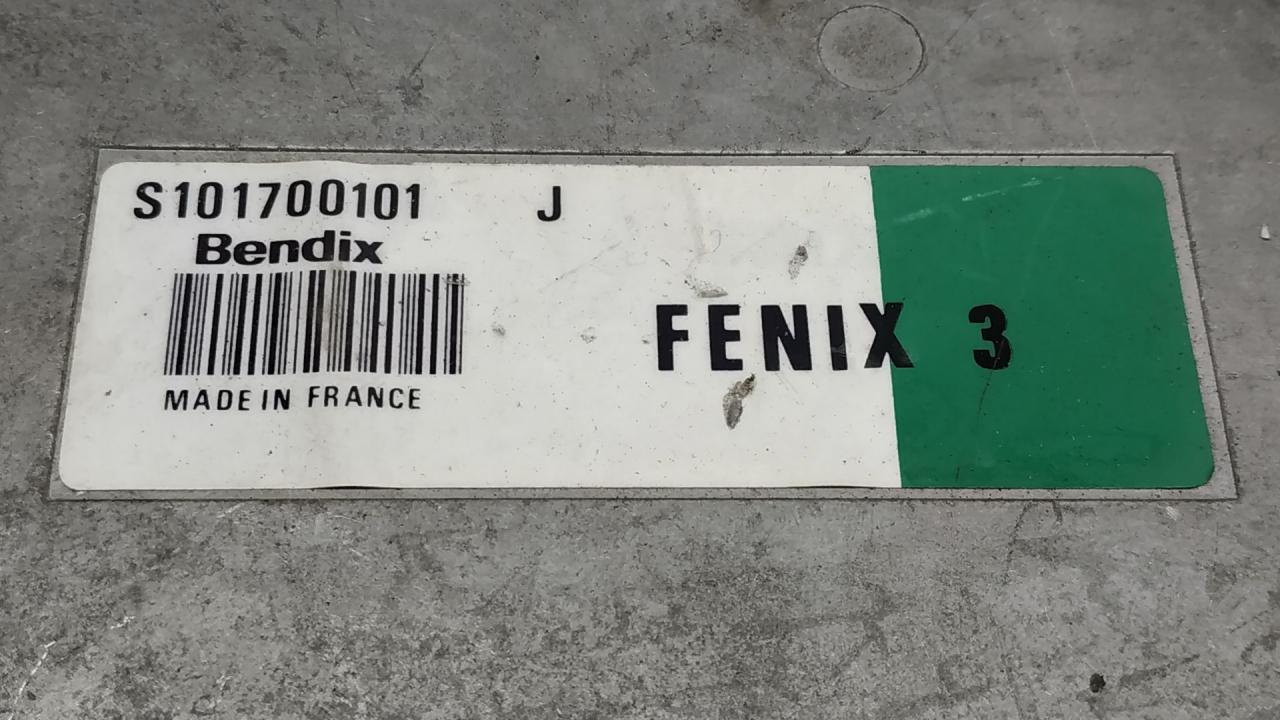 S101700101 J
Bendix
FENIX 3
MADE IN FRANCE